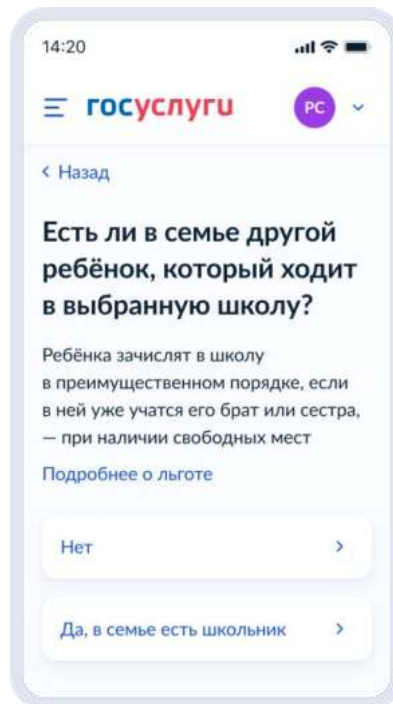 14:20
госуслуги
РС
Назад
Есть ли в семье другой
ребёнок, который ходит
в выбранную школу?
Ребёнка зачислят в школу
в преимущественном порядке, если
в ней уже учатся его брат или сестра,
— при наличии свободных мест
Подробнее о льготе
Нет
Да, в семье есть школьник